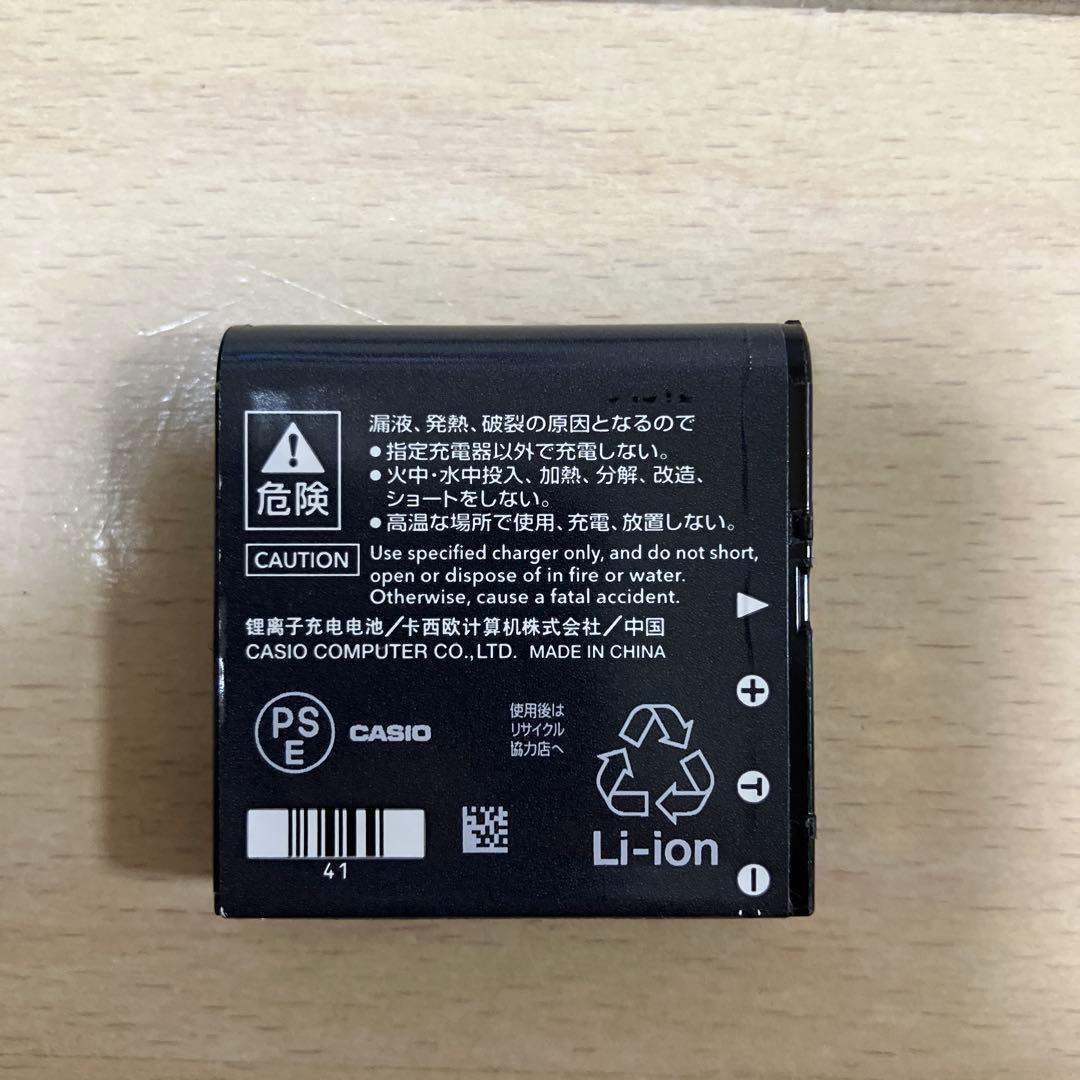 漏液、発熱、破裂の原因となるので
●指定充電器以外で充電しない。
●火中・水中投入、加熱、分解、改造、
ショートをしない。
●高温な場所で使用、充電、放置しない。
危険
CAUTION
Use specified charger only, and do not short,
open or dispose of in fire or water.
Otherwise, cause a fatal accident.
锂离子充电电池/卡西欧计算机株式会社/中国
CASIO COMPUTER CO.,LTD. MADE IN CHINA
PS
E
CASIO
使用後は
リサイクル
協力店へ
Li-ion
41
T